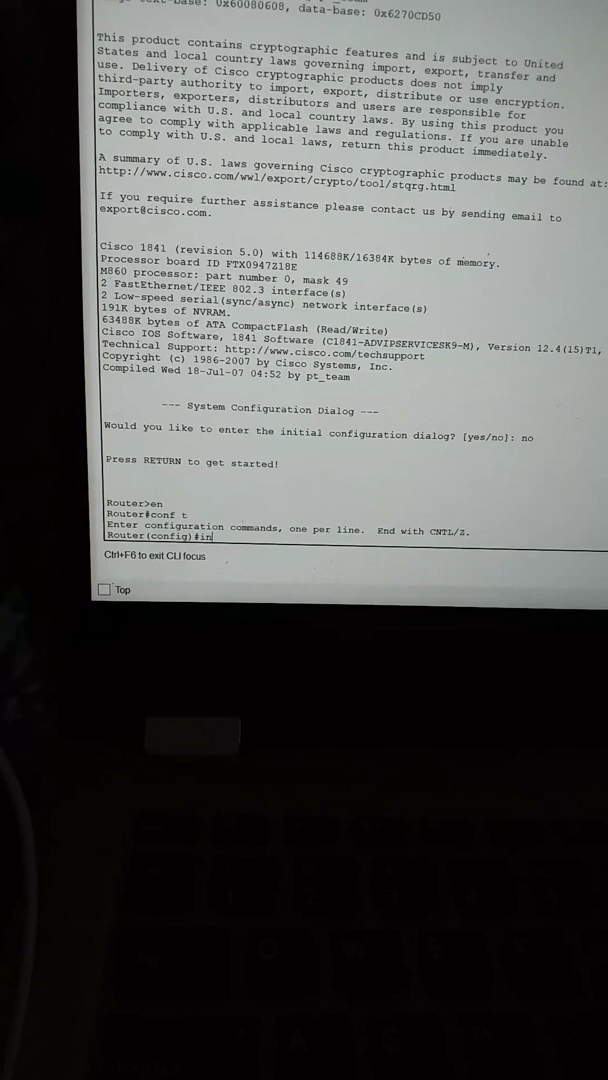 text-base: 0x60080608, data-base: 0x6270CD50
This product contains cryptographic features and is subject to United
States and local country laws governing import, export, transfer and
use. Delivery of Cisco cryptographic products does not imply
third-party authority to import, export, distribute or use encryption.
Importers, exporters, distributors and users are responsible for
compliance with U.S. and local country laws. By using this product you
agree to comply with applicable laws and regulations. If you are unable
to comply with U.S. and local laws, return this product immediately.
A summary of U.S. laws governing Cisco cryptographic products may be found at:
http://www.cisco.com/wwl/export/crypto/tool/stqrg.html
If you require further assistance please contact us by sending email to
export@cisco.com.
Cisco 1841 (revision 5.0) with 114688K/16384K bytes of memory.
Processor board ID FTX0947Z18E
M860 processor: part number 0, mask 49
2 FastEthernet/IEEE 802.3 interface(s)
2 Low-speed serial(sync/async) network interface(s)
191K bytes of NVRAM.
63488K bytes of ATA CompactFlash (Read/Write)
Cisco IOS Software, 1841 Software (C1841-ADVIPSERVICESK9-M), Version 12.4(15)T1,
Technical Support: http://www.cisco.com/techsupport
Copyright (c) 1986-2007 by Cisco Systems, Inc.
Compiled Wed 18-Jul-07 04:52 by pt_team
--- System Configuration Dialog ---
Would you like to enter the initial configuration dialog? [yes/no]: no
Press RETURN to get started!
Router>en
Router#conf t
Enter configuration commands, one per line. End with CNTL/Z.
Router(config)#in
Ctrl+F6 to exit CLI focus
Top